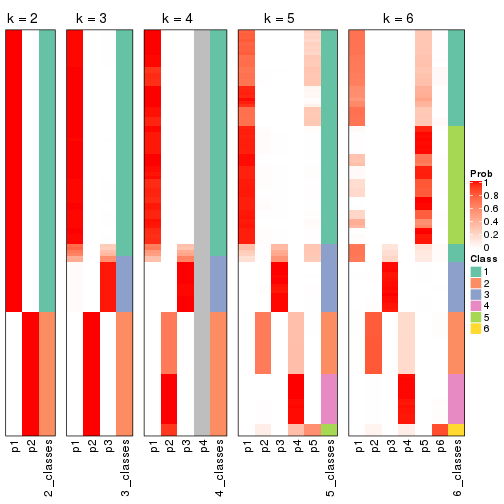 k = 2
k = 3
k = 4
k = 5
k = 6
p1
p2
2_classes
p1
p2
p3
3_classes
p1
p2
p3
p4
4_classes
p1
p2
p3
p4
p5
5_classes
p1
p2
p3
p4
p5
p6
6_classes
Prob
1
0.8
0.6
0.4
0.2
0
Class
1
2
3
4
5
6